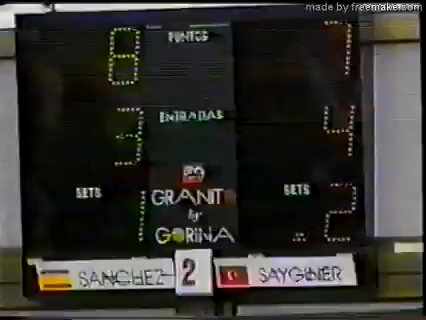 made by freemake.com
8 PUNTOS 7
3 ENTRADAS 4
SETS SETS
1 2
GRANIT
by
GORINA
SANCHEZ 2 SAYGINER